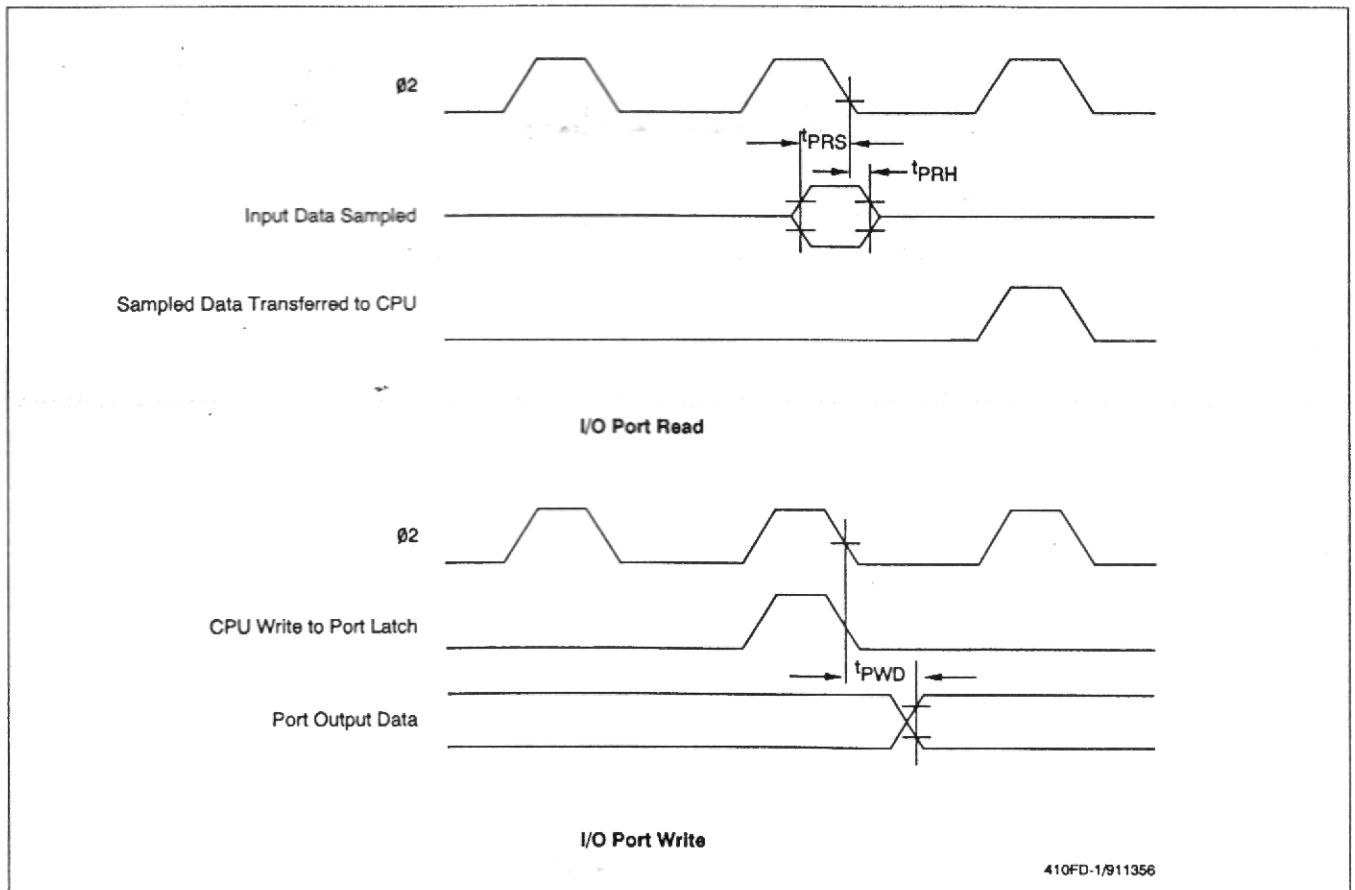 Ø2
tPRS
tPRH
Input Data Sampled
Sampled Data Transferred to CPU
I/O Port Read
Ø2
CPU Write to Port Latch
tPWD
Port Output Data
I/O Port Write
410FD-1/911356